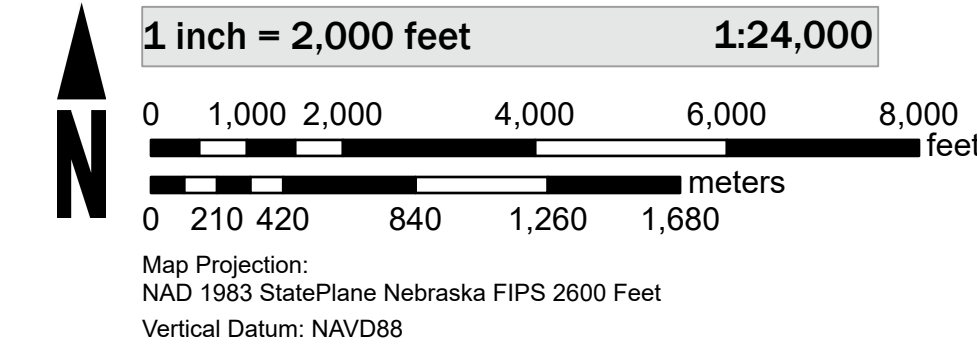 1 inch = 2,000 feet 1:24,000
0 1,000 2,000 4,000 6,000 8,000
feet
meters
0 210 420 840 1,260 1,680
N
Map Projection:
NAD 1983 StatePlane Nebraska FIPS 2600 Feet
Vertical Datum: NAVD88